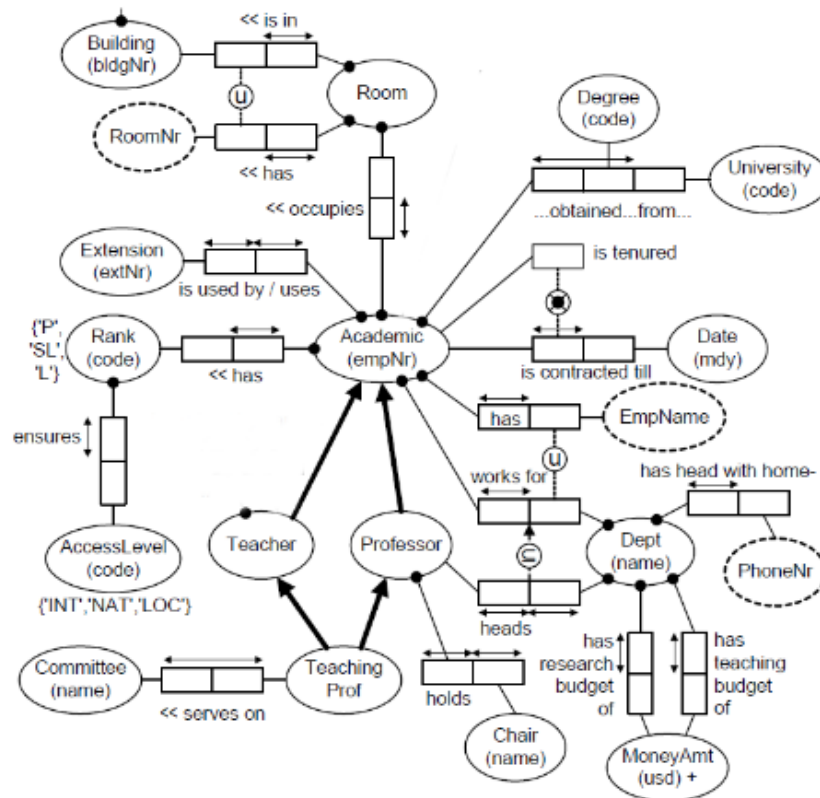 << is in
Building
(bldgNr)
u
Room
RoomNr
<< has
Degree
(code)
University
(code)
...obtained...from...
<< occupies
Extension
(extNr)
is used by / uses
is tenured
{'P',
'SL',
'L'}
Rank
(code)
<< has
Academic
(empNr)
Date
(mdy)
is contracted till
has
EmpName
ensures
u
works for
has head with home-
AccessLevel
(code)
{'INT','NAT','LOC'}
Teacher
Professor
⊆
Dept
(name)
PhoneNr
heads
has
research
budget
of
has
teaching
budget
of
Committee
(name)
<< serves on
Teaching
Prof
holds
Chair
(name)
MoneyAmt
(usd) +